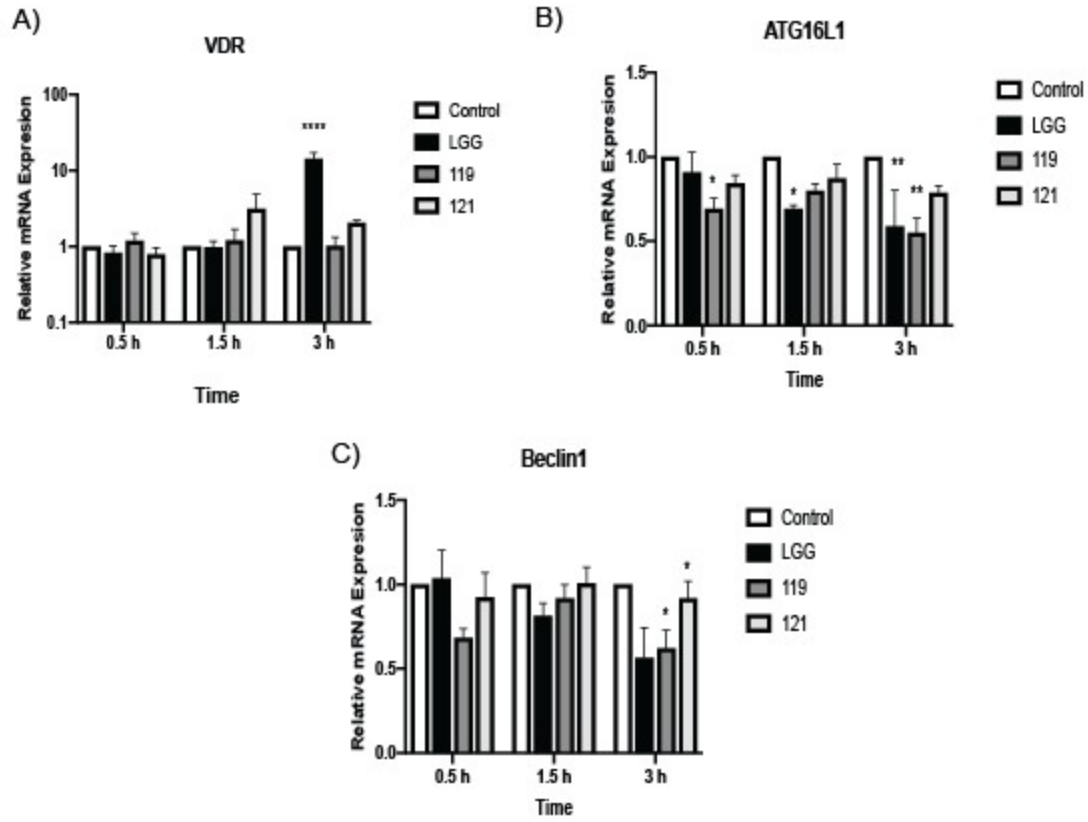 A)
VDR
Relative mRNA Expresion
100
10
1
0.1
****
0.5 h 1.5 h 3 h
Time
Control
LGG
119
121
B)
ATG16L1
Relative mRNA Expresion
1.5
1.0
0.5
0.0
* * ** **
0.5 h 1.5 h 3 h
Time
Control
LGG
119
121
C)
Beclin1
Relative mRNA Expresion
1.5
1.0
0.5
0.0
* *
0.5 h 1.5 h 3 h
Time
Control
LGG
119
121